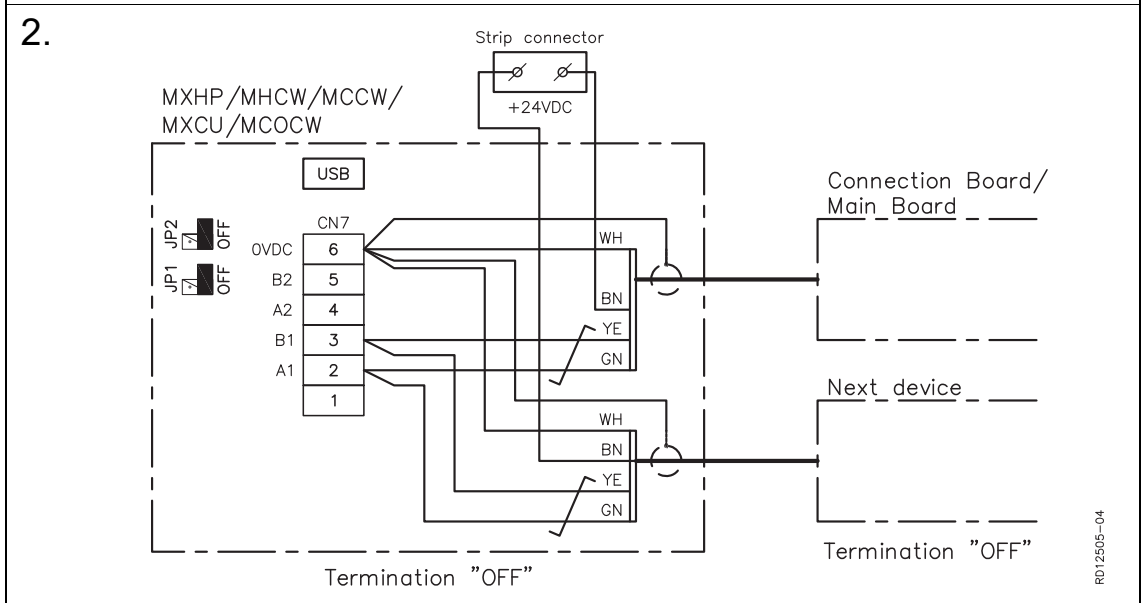 2.
Strip connector
+24VDC
MXHP/MHCW/MCCW/
MXCU/MCOCW
USB
CN7
JP2
OFF
JP1
OFF
0VDC 6
B2 5
A2 4
B1 3
A1 2
1
WH
BN
YE
GN
WH
BN
YE
GN
Connection Board/
Main Board
Next device
Termination "OFF"
Termination "OFF"
RD12505-04